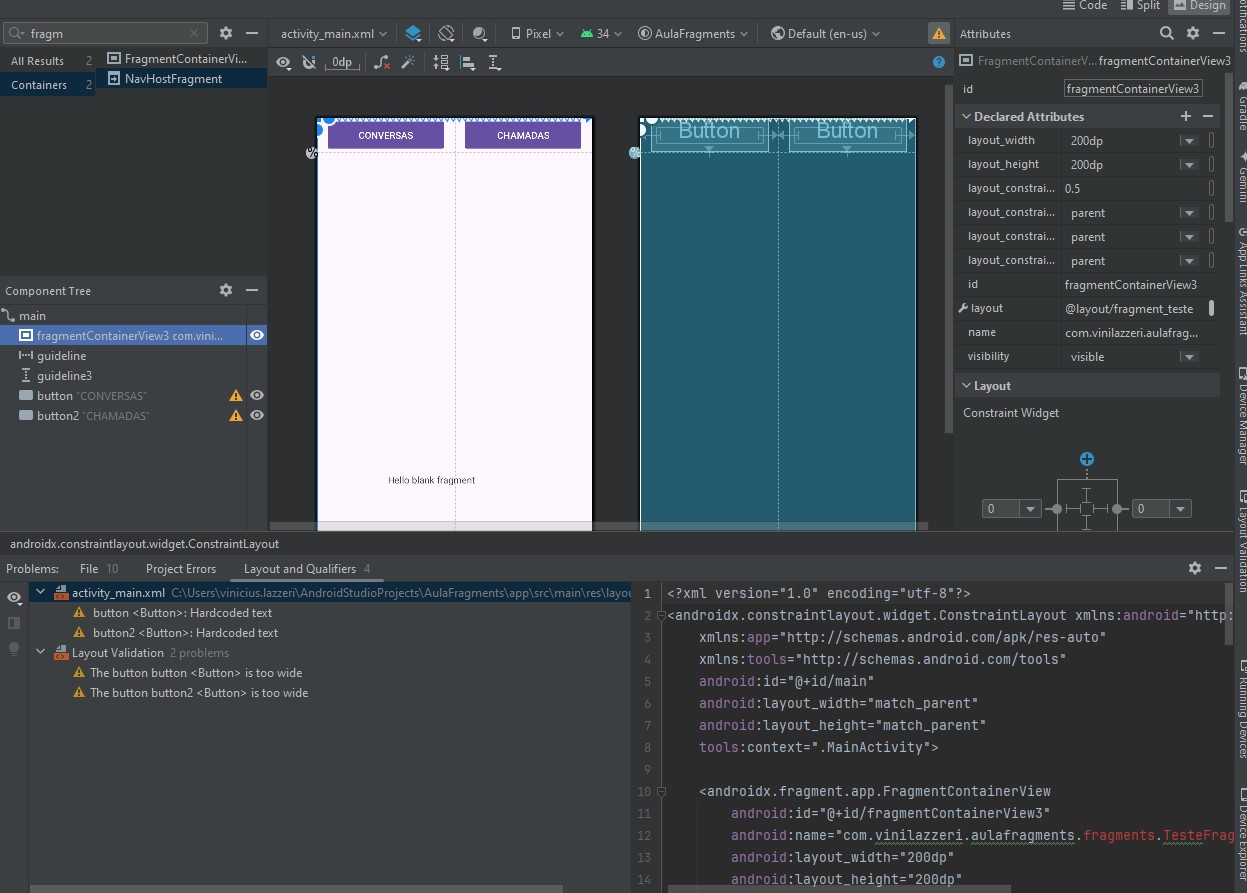 Code Split Design
fragm
activity_main.xml
Pixel
34
AulaFragments
Default (en-us)
Attributes
All Results 2
Containers 2
FragmentContainerVi...
NavHostFragment
0dp
FragmentContainerV... fragmentContainerView3
id fragmentContainerView3
Declared Attributes
layout_width 200dp
layout_height 200dp
layout_constrai... 0.5
layout_constrai... parent
layout_constrai... parent
layout_constrai... parent
id fragmentContainerView3
layout @layout/fragment_teste
name com.vinilazzeri.aulafrag...
visibility visible
Layout
Constraint Widget
0 0
CONVERSAS CHAMADAS
Hello blank fragment
Button Button
Component Tree
main
fragmentContainerView3 com.vini...
guideline
guideline3
button "CONVERSAS"
button2 "CHAMADAS"
androidx.constraintlayout.widget.ConstraintLayout
Problems: File 10 Project Errors Layout and Qualifiers 4
activity_main.xml C:\Users\vinicius.lazzeri\AndroidStudioProjects\AulaFragments\app\src\main\res\layou
button <Button>: Hardcoded text
button2 <Button>: Hardcoded text
Layout Validation 2 problems
The button button <Button> is too wide
The button button2 <Button> is too wide
1 <?xml version="1.0" encoding="utf-8"?>
2 <androidx.constraintlayout.widget.ConstraintLayout xmlns:android="http:
3 xmlns:app="http://schemas.android.com/apk/res-auto"
4 xmlns:tools="http://schemas.android.com/tools"
5 android:id="@+id/main"
6 android:layout_width="match_parent"
7 android:layout_height="match_parent"
8 tools:context=".MainActivity">
9
10 <androidx.fragment.app.FragmentContainerView
11 android:id="@+id/fragmentContainerView3"
12 android:name="com.vinilazzeri.aulafragments.fragments.TesteFrag
13 android:layout_width="200dp"
14 android:layout_height="200dp"
otifications
Gradle
Gemini
App Links Assistant
Device Manager
Layout Validation
Running Devices
Device Explorer